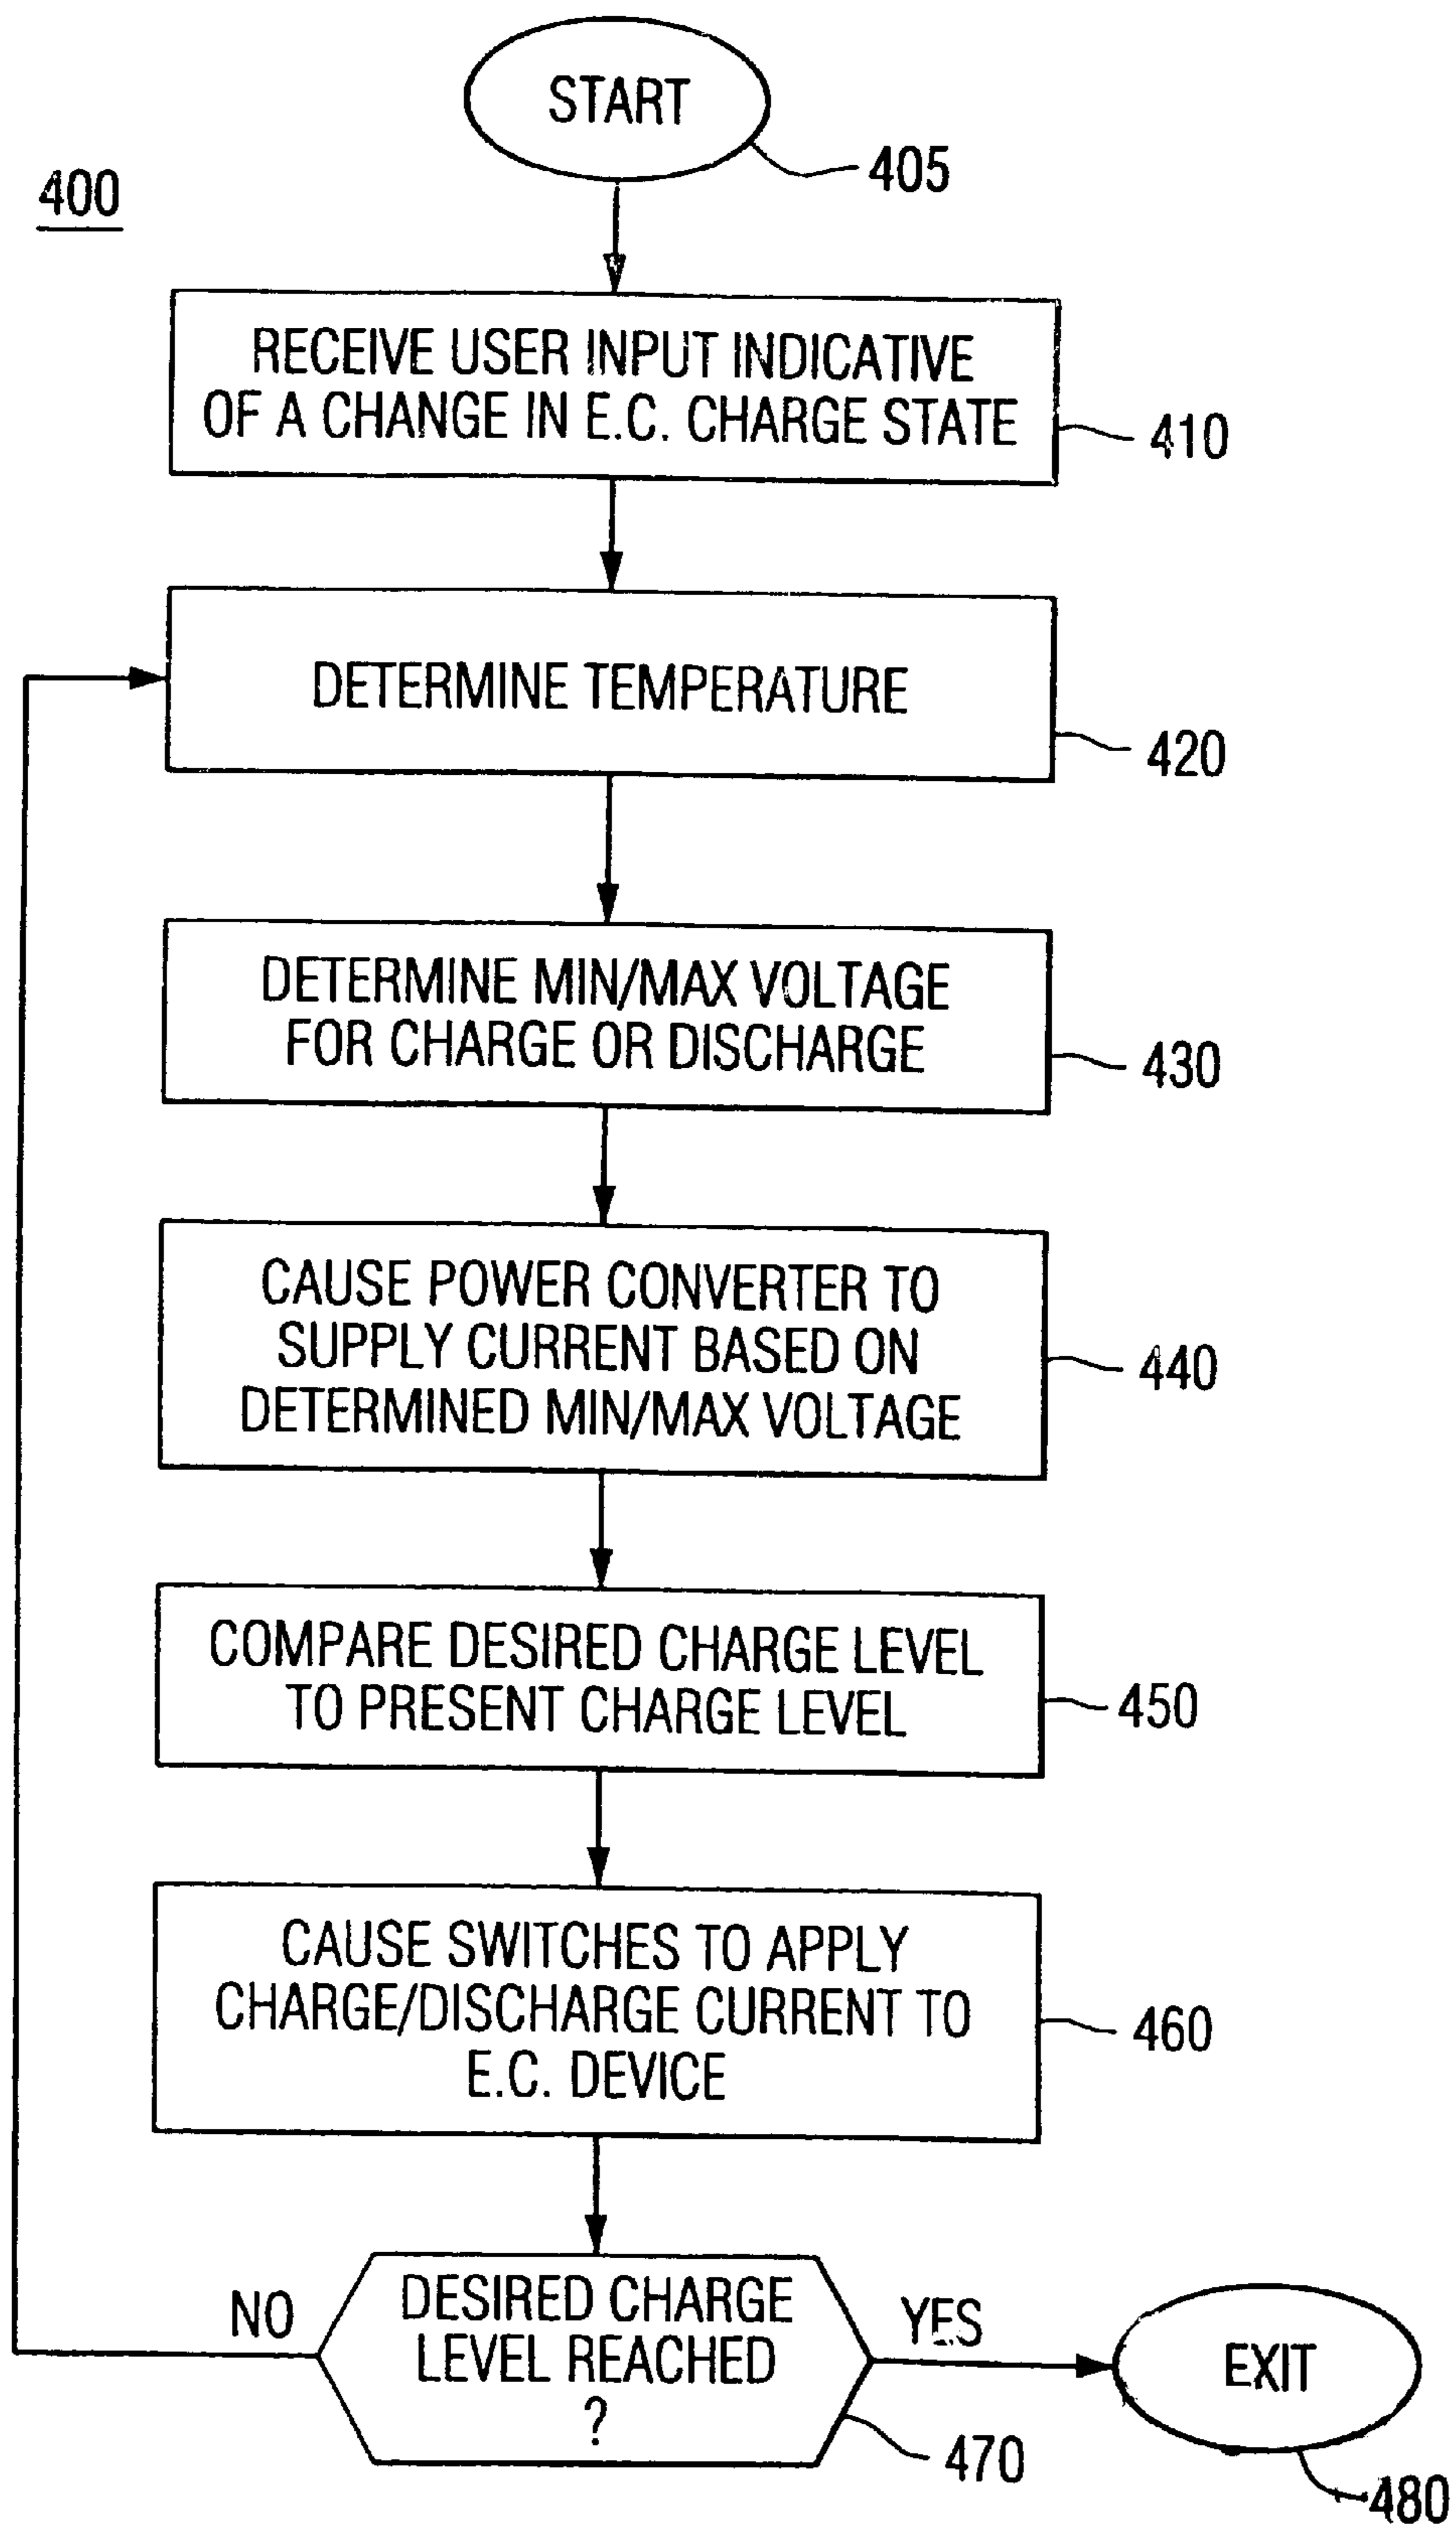 START
405
400
RECEIVE USER INPUT INDICATIVE
OF A CHANGE IN E.C. CHARGE STATE
410
DETERMINE TEMPERATURE
420
DETERMINE MIN/MAX VOLTAGE
FOR CHARGE OR DISCHARGE
430
CAUSE POWER CONVERTER TO
SUPPLY CURRENT BASED ON
DETERMINED MIN/MAX VOLTAGE
440
COMPARE DESIRED CHARGE LEVEL
TO PRESENT CHARGE LEVEL
450
CAUSE SWITCHES TO APPLY
CHARGE/DISCHARGE CURRENT TO
E.C. DEVICE
460
NO
DESIRED CHARGE
LEVEL REACHED
?
YES
EXIT
470
480